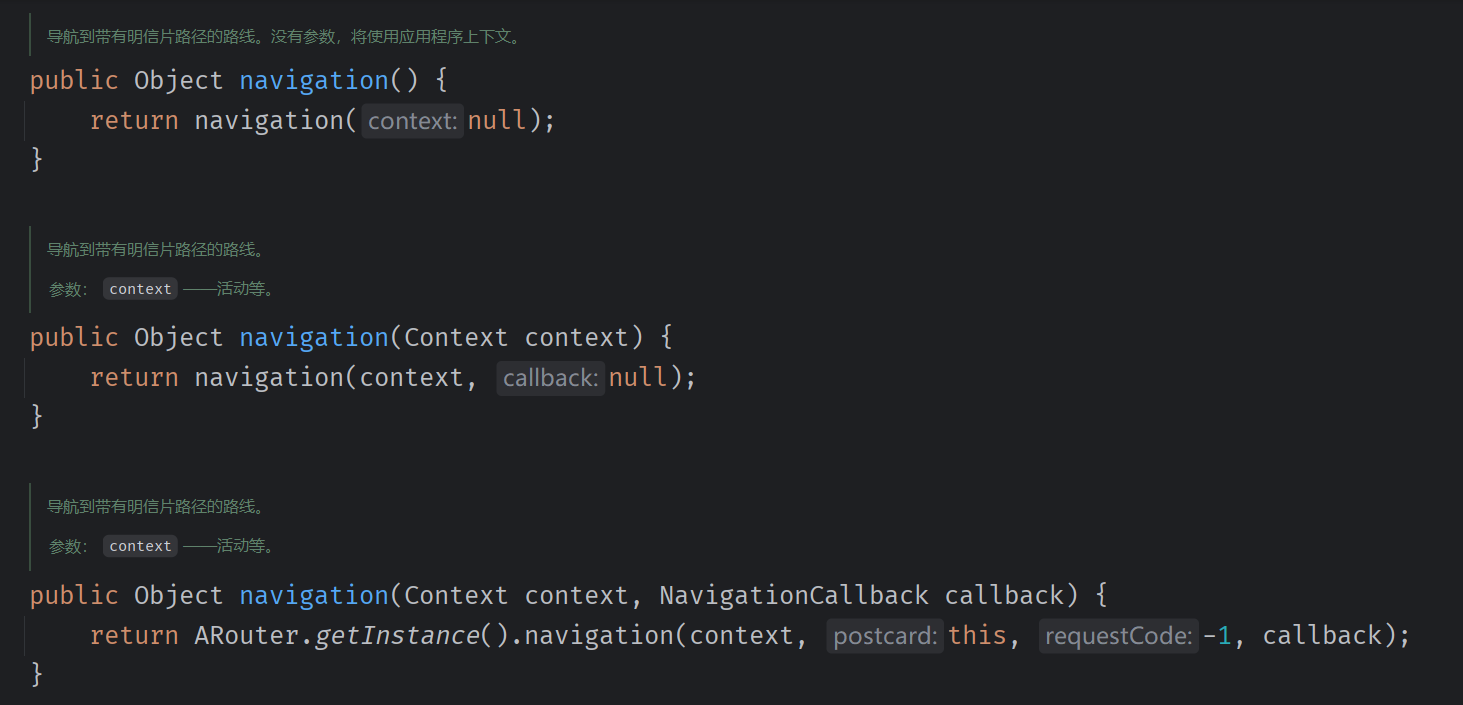 导航到带有明信片路径的路线。没有参数，将使用应用程序上下文。
public Object navigation() {
return navigation( context: null);
}
导航到带有明信片路径的路线。
参数： context ——活动等。
public Object navigation(Context context) {
return navigation(context, callback: null);
}
导航到带有明信片路径的路线。
参数： context ——活动等。
public Object navigation(Context context, NavigationCallback callback) {
return ARouter.getInstance().navigation(context, postcard: this, requestCode: -1, callback);
}